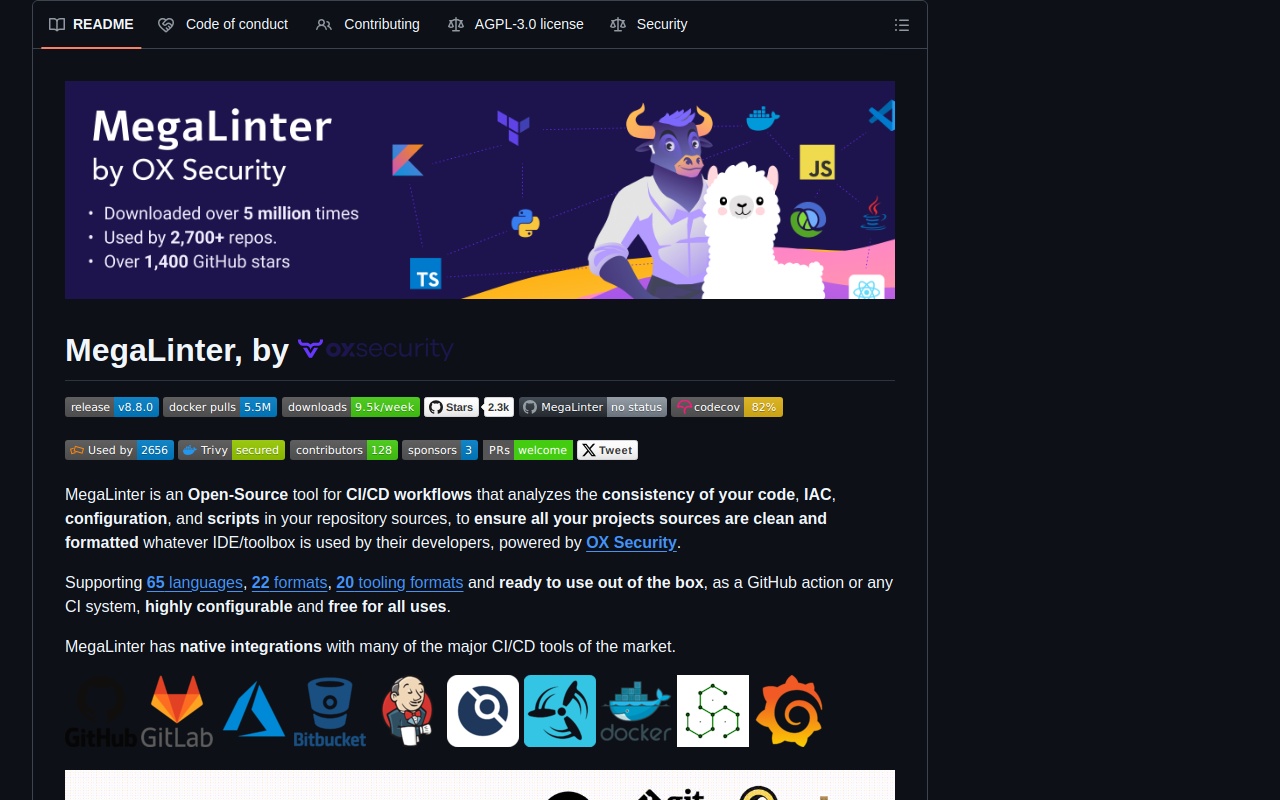 README
Code of conduct
Contributing
AGPL-3.0 license
Security
MegaLinter
by OX Security
• Downloaded over 5 million times
• Used by 2,700+ repos.
• Over 1,400 GitHub stars
JS
TS
MegaLinter, by oxsecurity
release v8.8.0 docker pulls 5.5M downloads 9.5k/week Stars 2.3k MegaLinter no status codecov 82%
Used by 2656 Trivy secured contributors 128 sponsors 3 PRs welcome Tweet
MegaLinter is an Open-Source tool for CI/CD workflows that analyzes the consistency of your code, IAC,
configuration, and scripts in your repository sources, to ensure all your projects sources are clean and
formatted whatever IDE/toolbox is used by their developers, powered by OX Security.
Supporting 65 languages, 22 formats, 20 tooling formats and ready to use out of the box, as a GitHub action or any
CI system, highly configurable and free for all uses.
MegaLinter has native integrations with many of the major CI/CD tools of the market.
GitHub GitLab Bitbucket docker
git